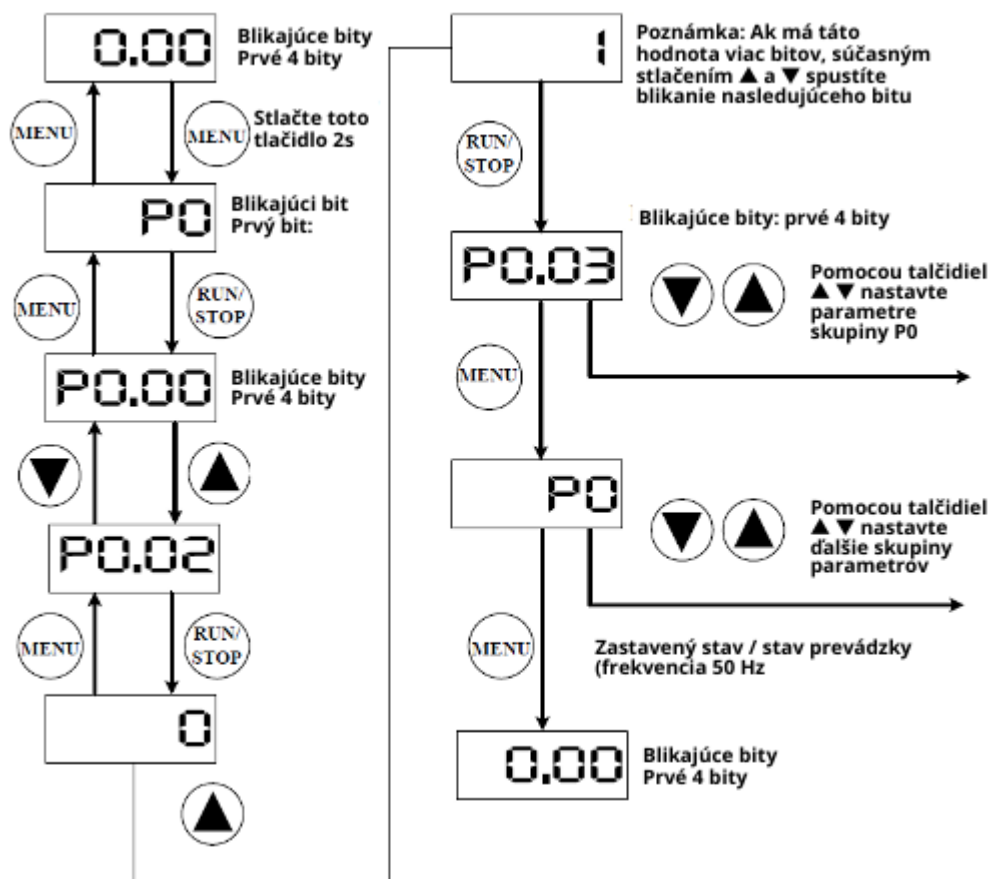 0.00
Blikajúce bity
Prvé 4 bity
MENU
MENU
Stlačte toto
tlačidlo 2s
P0
Blikajúci bit
Prvý bit:
MENU
RUN/
STOP
P0.00
Blikajúce bity
Prvé 4 bity
P0.02
MENU
RUN/
STOP
0
1
Poznámka: Ak má táto
hodnota viac bitov, súčasným
stlačením ▲ a ▼ spustíte
blikanie nasledujúceho bitu
RUN/
STOP
Blikajúce bity: prvé 4 bity
P0.03
Pomocou talčidiel
▲ ▼ nastavte
parametre
skupiny P0
MENU
P0
Pomocou talčidiel
▲ ▼ nastavte
ďalšie skupiny
parametrov
MENU
Zastavený stav / stav prevádzky
(frekvencia 50 Hz
0.00
Blikajúce bity
Prvé 4 bity